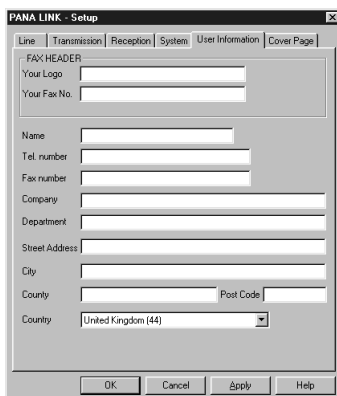 PANA LINK - Setup
Line Transmission Reception System User Information Cover Page
FAX HEADER
Your Logo
Your Fax No.
Name
Tel. number
Fax number
Company
Department
Street Address
City
County Post Code
Country United Kingdom (44)
OK Cancel Apply Help